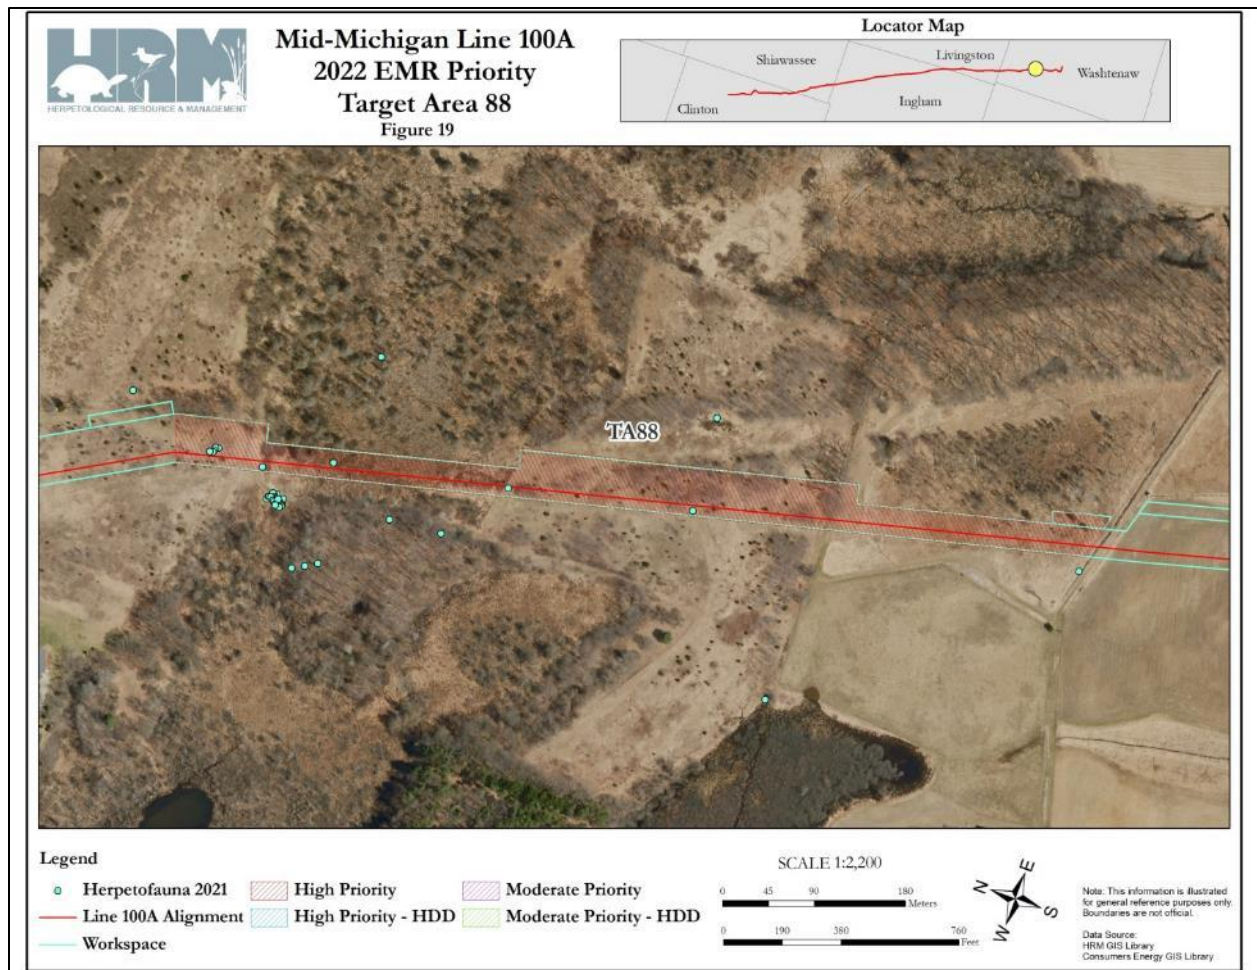 HRM
HERPETOLOGICAL RESOURCE & MANAGEMENT
Mid-Michigan Line 100A
2022 EMR Priority
Target Area 88
Figure 19
Locator Map
Shiawassee
Livingston
Washtenaw
Clinton
Ingham
TA88
Legend
Herpetofauna 2021
High Priority
Moderate Priority
Line 100A Alignment
High Priority - HDD
Moderate Priority - HDD
Workspace
SCALE 1:2,200
0 45 90 180
Meters
0 190 380 760
Feet
N
E
S
W
Note: This information is illustrated
for general reference purposes only.
Boundaries are not official.
Data Source:
HRM GIS Library
Consumers Energy GIS Library